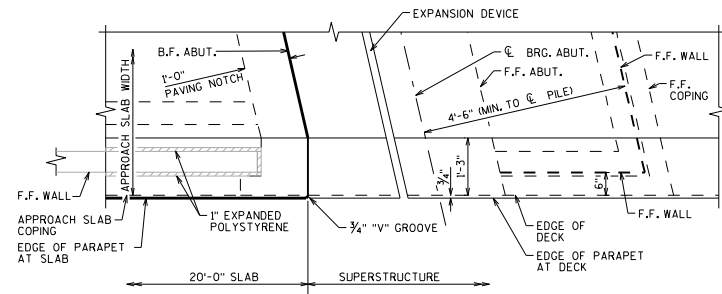 EXPANSION DEVICE
B.F. ABUT.
℄ BRG. ABUT.
F.F. WALL
F.F. ABUT.
F.F.
COPING
1'-0"
PAVING NOTCH
4'-6" (MIN. TO ℄ PILE)
APPROACH SLAB WIDTH
3/4"
1'-3"
6"
F.F. WALL
F.F. WALL
APPROACH SLAB
COPING
1" EXPANDED
POLYSTYRENE
3/4" "V" GROOVE
EDGE OF
DECK
EDGE OF PARAPET
AT SLAB
EDGE OF PARAPET
AT DECK
20'-0" SLAB
SUPERSTRUCTURE